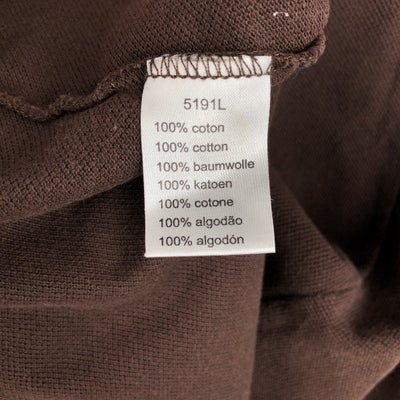 5191L
100% coton
100% cotton
100% baumwolle
100% katoen
100% cotone
100% algodão
100% algodón